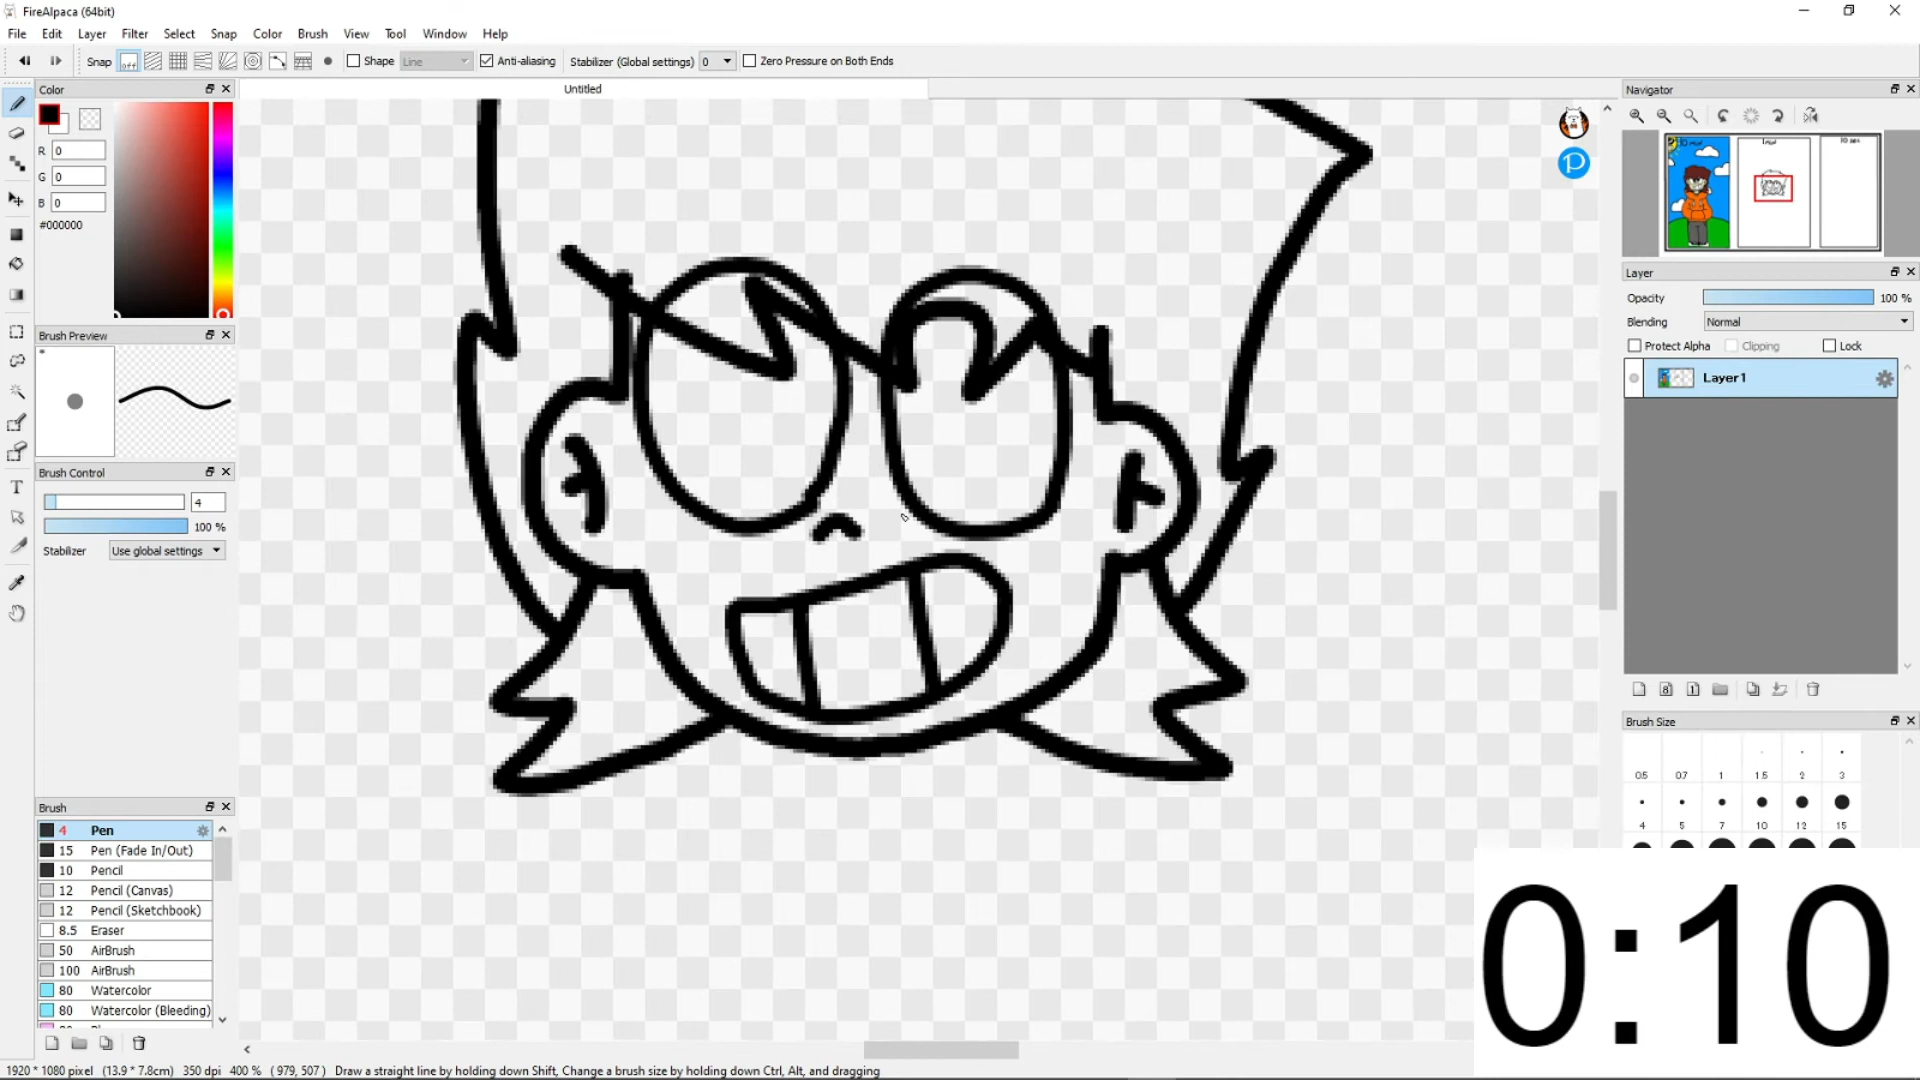 FireAlpaca (64bit)
File Edit Layer Filter Select Snap Color Brush View Tool Window Help
Snap off Shape Line Anti-aliasing Stabilizer (Global settings) 0 Zero Pressure on Both Ends
Color
Untitled
R 0
G 0
B 0
#000000
Brush Preview
Brush Control
4
100 %
Stabilizer Use global settings
Brush
4 Pen
15 Pen (Fade In/Out)
10 Pencil
12 Pencil (Canvas)
12 Pencil (Sketchbook)
8.5 Eraser
50 AirBrush
100 AirBrush
80 Watercolor
80 Watercolor (Bleeding)
P
Navigator
Layer
Opacity 100 %
Blending Normal
Protect Alpha Clipping Lock
Layer1
8 1
Brush Size
0.5 0.7 1 1.5 2 3
4 5 7 10 12 15
0:10
1920 * 1080 pixel (13.9 * 7.8cm) 350 dpi 400 % ( 979, 507 ) Draw a straight line by holding down Shift, Change a brush size by holding down Ctrl, Alt, and dragging